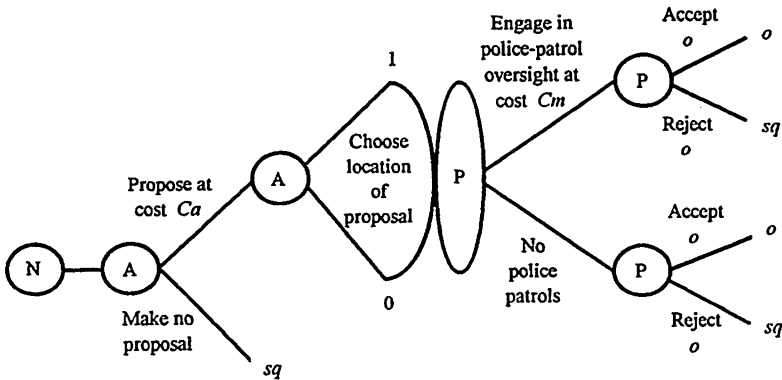 N
A
Propose at
cost Ca
Make no
proposal
sq
A
1
Choose
location
of
proposal
0
P
Engage in
police-patrol
oversight at
cost Cm
No
police
patrols
P
Accept
o
o
Reject
o
sq
P
Accept
o
o
Reject
o
sq